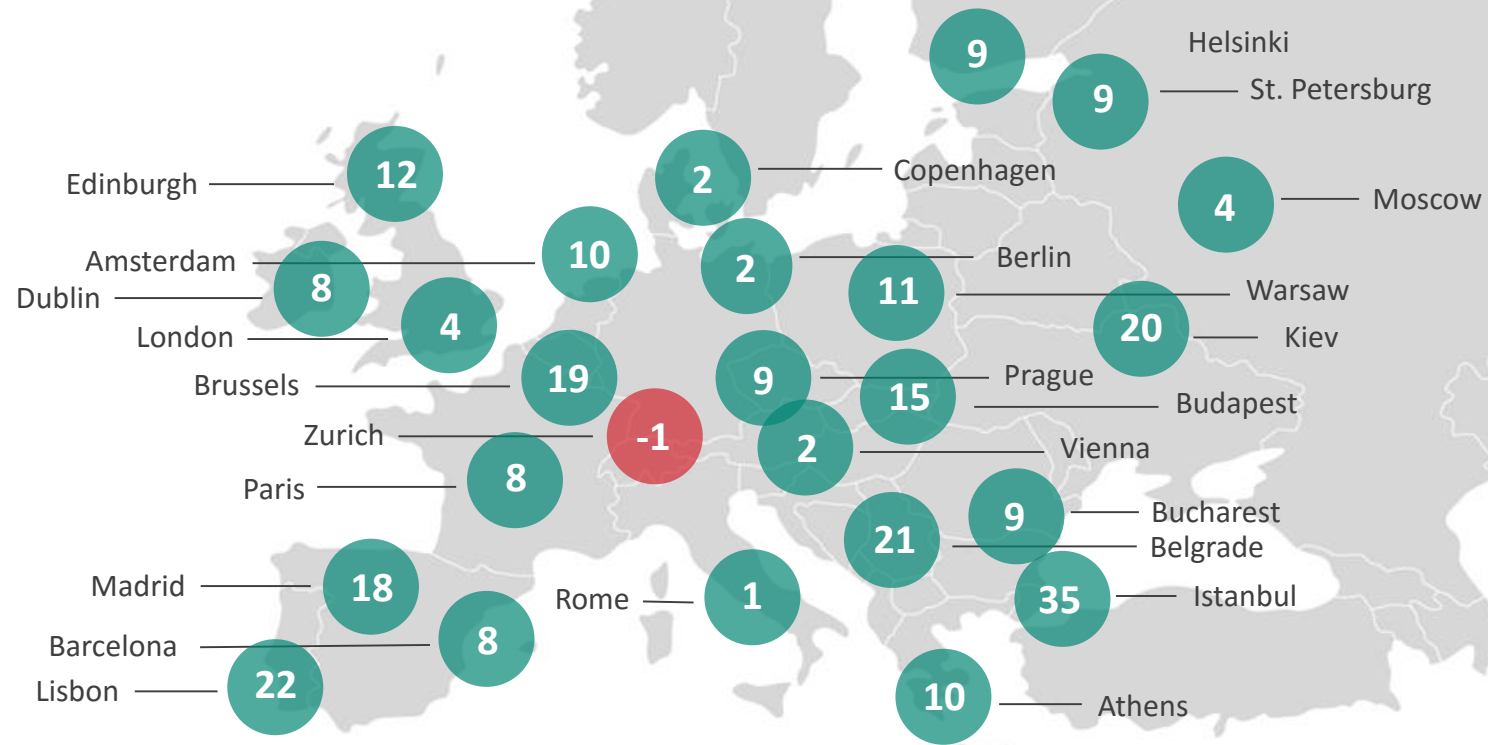 Helsinki
9
9
St. Petersburg
Edinburgh
12
2
Copenhagen
4
Moscow
Amsterdam
10
2
Berlin
Dublin
8
11
Warsaw
London
4
20
Kiev
Brussels
19
9
Prague
15
Budapest
Zurich
-1
2
Vienna
Paris
8
9
Bucharest
21
Belgrade
Madrid
18
Rome
1
35
Istanbul
Barcelona
8
Lisbon
22
10
Athens